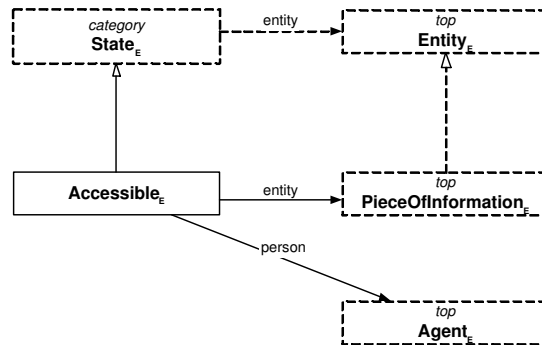 category
State_E
entity
top
Entity_E
Accessible_E
entity
top
PieceOfInformation_E
person
top
Agent_E